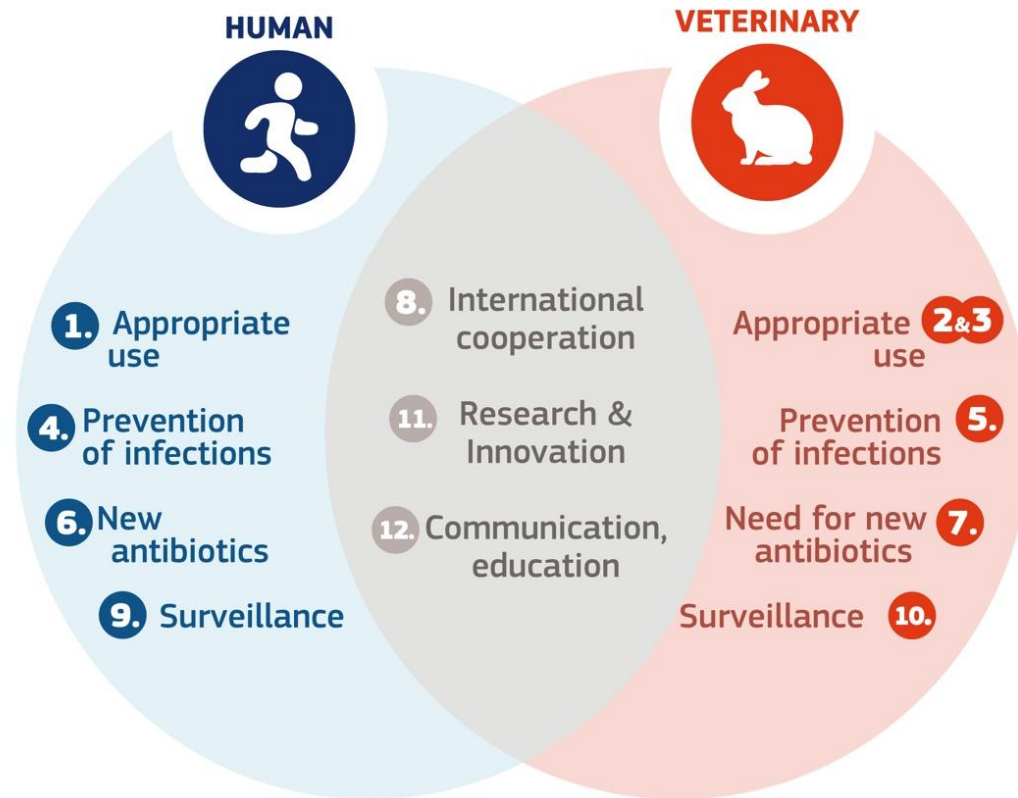 HUMAN
VETERINARY
1. Appropriate
use
4. Prevention
of infections
6. New
antibiotics
9. Surveillance
8. International
cooperation
11. Research &
Innovation
12. Communication,
education
Appropriate 2&3
use
Prevention 5.
of infections
Need for new 7.
antibiotics
Surveillance 10.